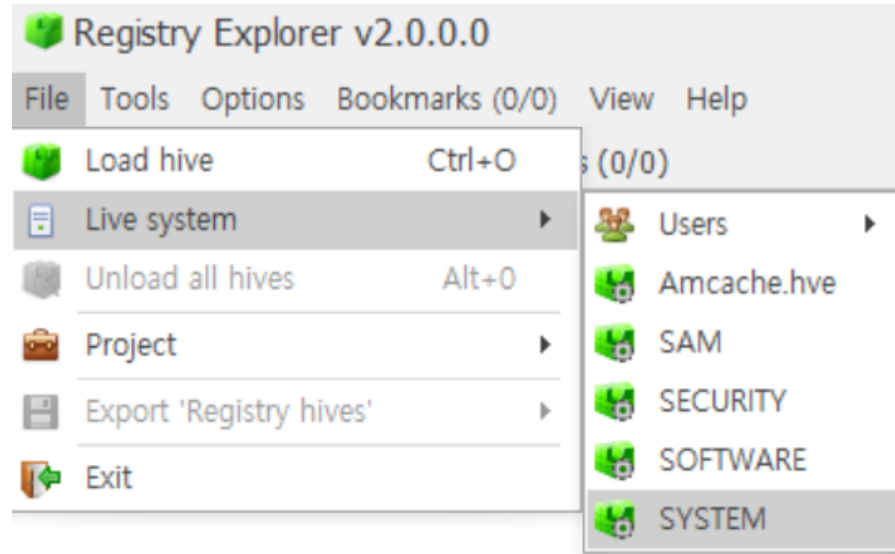 Registry Explorer v2.0.0.0
File Tools Options Bookmarks (0/0) View Help
Load hive Ctrl+O
s (0/0)
Live system
Users
Unload all hives Alt+0
Amcache.hve
Project
SAM
Export 'Registry hives'
SECURITY
Exit
SOFTWARE
SYSTEM